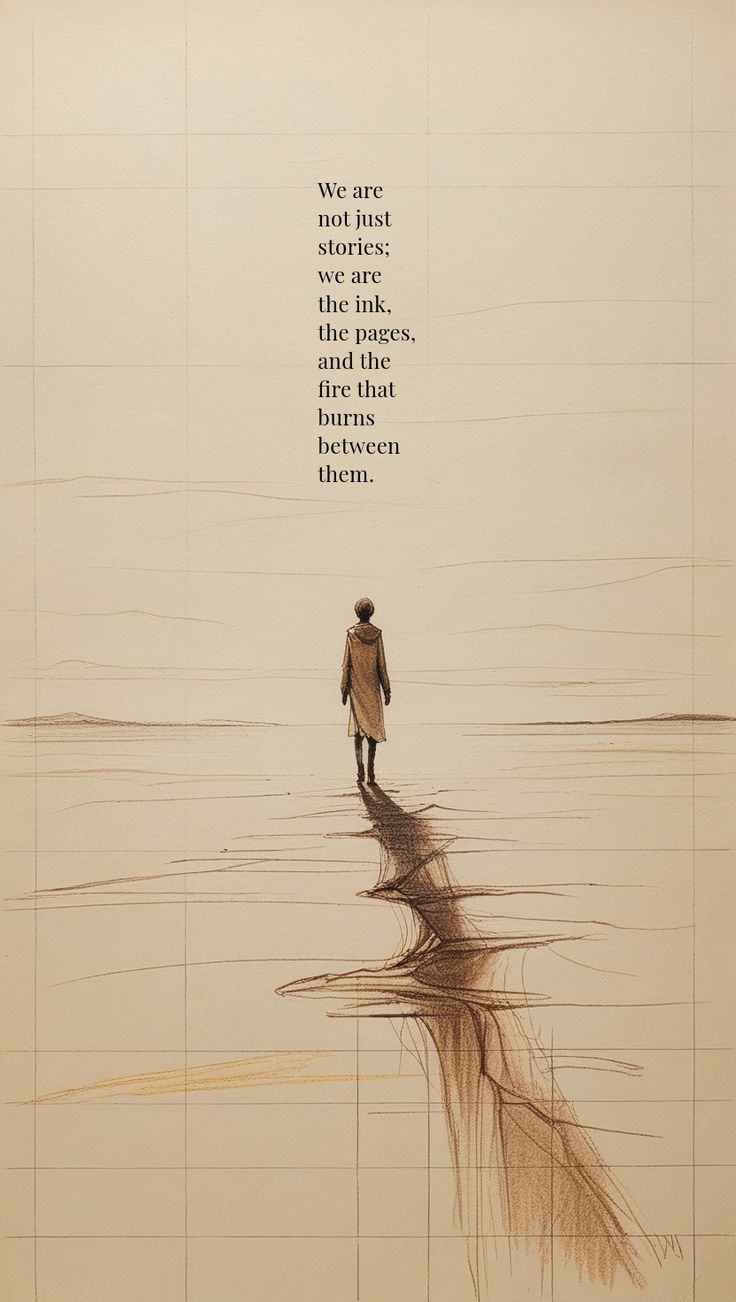 We are
not just
stories;
we are
the ink,
the pages,
and the
fire that
burns
between
them.